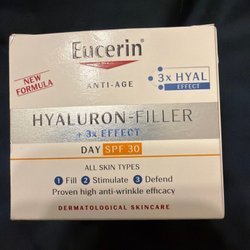 Eucerin®
NEW
FORMULA
ANTI-AGE
3x HYAL
EFFECT
HYALURON-FILLER
+ 3x EFFECT
DAY SPF 30
ALL SKIN TYPES
1 Fill 2 Stimulate 3 Defend
Proven high anti-wrinkle efficacy
DERMATOLOGICAL SKINCARE